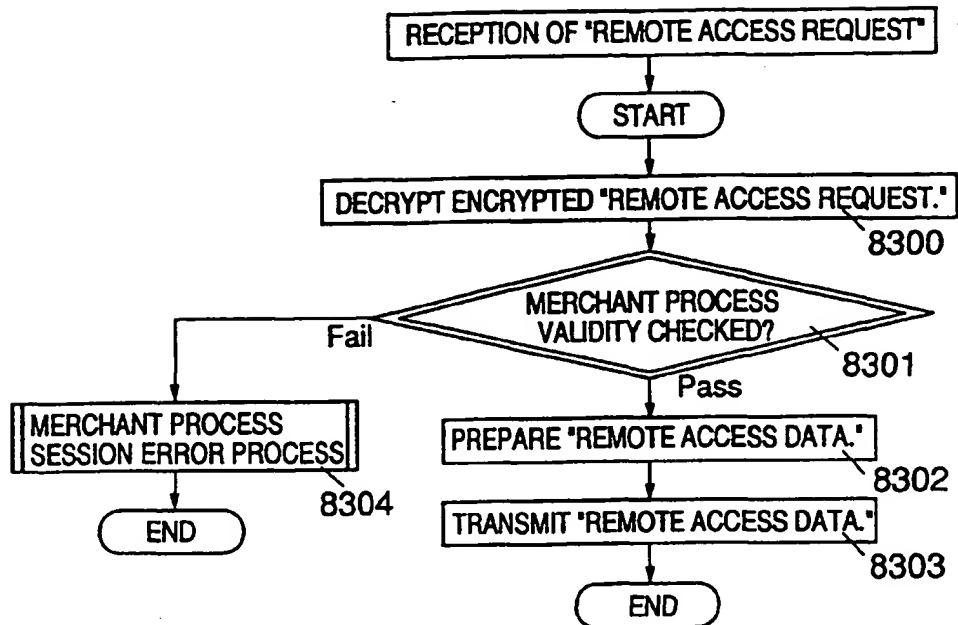 RECEPTION OF "REMOTE ACCESS REQUEST"
START
DECRYPT ENCRYPTED "REMOTE ACCESS REQUEST."
8300
MERCHANT PROCESS
VALIDITY CHECKED?
8301
Fail
Pass
MERCHANT PROCESS
SESSION ERROR PROCESS
8304
END
PREPARE "REMOTE ACCESS DATA."
8302
TRANSMIT "REMOTE ACCESS DATA."
8303
END